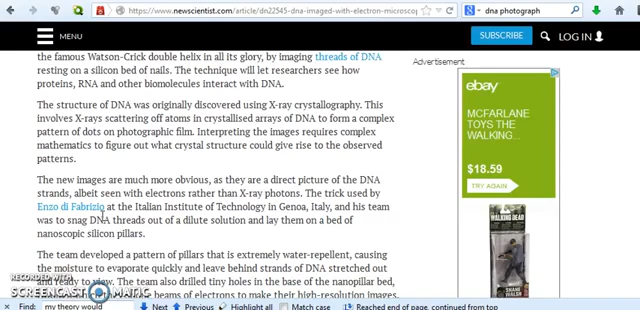 https://www.newscientist.com/article/dn22545-dna-imaged-with-electron-microscop
dna photograph
MENU
SUBSCRIBE
LOG IN
the famous Watson-Crick double helix in all its glory, by imaging threads of DNA
resting on a silicon bed of nails. The technique will let researchers see how
proteins, RNA and other biomolecules interact with DNA.
The structure of DNA was originally discovered using X-ray crystallography. This
involves X-rays scattering off atoms in crystallised arrays of DNA to form a complex
pattern of dots on photographic film. Interpreting the images requires complex
mathematics to figure out what crystal structure could give rise to the observed
patterns.
The new images are much more obvious, as they are a direct picture of the DNA
strands, albeit seen with electrons rather than X-ray photons. The trick used by
Enzo di Fabrizio at the Italian Institute of Technology in Genoa, Italy, and his team
was to snag DNA threads out of a dilute solution and lay them on a bed of
nanoscopic silicon pillars.
The team developed a pattern of pillars that is extremely water-repellent, causing
the moisture to evaporate quickly and leave behind strands of DNA stretched out
and ready to view. The team also drilled tiny holes in the base of the nanopillar bed,
beams of electrons to make their high-resolution images.
Advertisement
ebay
MCFARLANE
TOYS THE
WALKING...
$18.59
TRY AGAIN
WALKING DEAD
SHANE
WALSH
RECORDED WITH
SCREENCAST MATIC
Find: my theory would Next Previous Highlight all Match case Reached end of page, continued from top